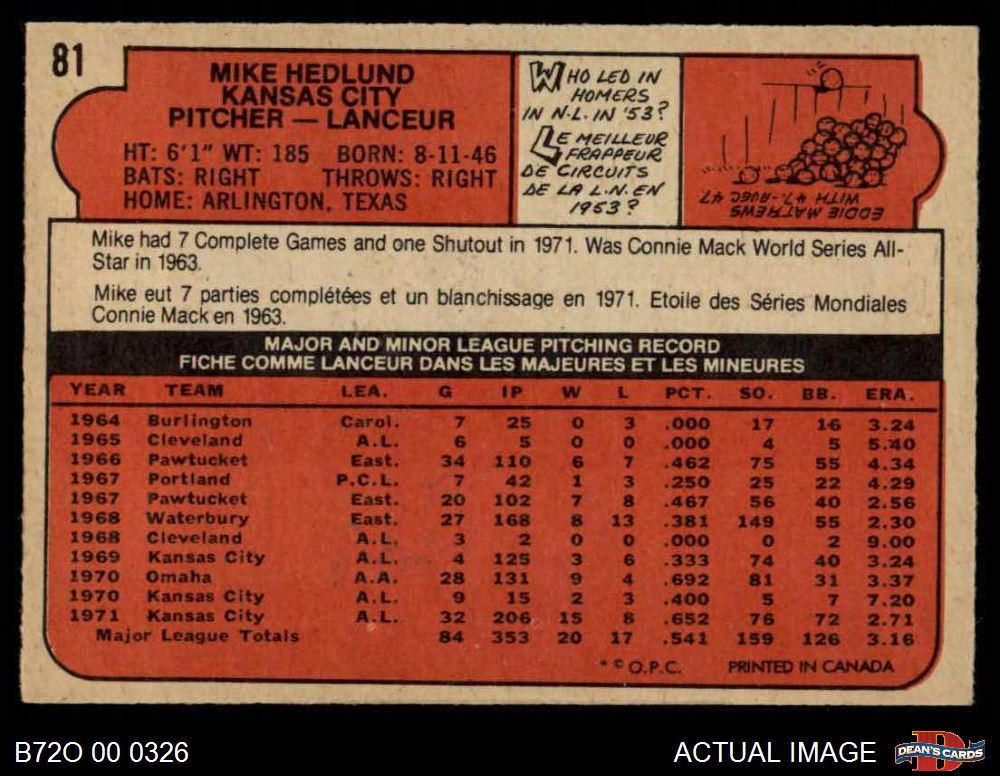 81
MIKE HEDLUND
KANSAS CITY
PITCHER — LANCEUR
HT: 6'1" WT: 185 BORN: 8-11-46
BATS: RIGHT THROWS: RIGHT
HOME: ARLINGTON, TEXAS
WHO LED IN
HOMERS
IN N.L. IN '53?
LE MEILLEUR
FRAPPEUR
DE CIRCUITS
DE LA L.N. EN
1953?
EDDIE MATHEWS
WITH 47-AVEC 47
Mike had 7 Complete Games and one Shutout in 1971. Was Connie Mack World Series All-
Star in 1963.
Mike eut 7 parties complétées et un blanchissage en 1971. Etoile des Séries Mondiales
Connie Mack en 1963.
MAJOR AND MINOR LEAGUE PITCHING RECORD
FICHE COMME LANCEUR DANS LES MAJEURES ET LES MINEURES
YEAR TEAM LEA. G IP W L PCT. SO. BB. ERA.
1964 Burlington Carol. 7 25 0 3 .000 17 16 3.24
1965 Cleveland A.L. 6 5 0 0 .000 4 5 5.40
1966 Pawtucket East. 34 110 6 7 .462 75 55 4.34
1967 Portland P.C.L. 7 42 1 3 .250 25 22 4.29
1967 Pawtucket East. 20 102 7 8 .467 56 40 2.56
1968 Waterbury East. 27 168 8 13 .381 149 55 2.30
1968 Cleveland A.L. 3 2 0 0 .000 0 2 9.00
1969 Kansas City A.L. 4 125 3 6 .333 74 40 3.24
1970 Omaha A.A. 28 131 9 4 .692 81 31 3.37
1970 Kansas City A.L. 9 15 2 3 .400 5 7 7.20
1971 Kansas City A.L. 32 206 15 8 .652 76 72 2.71
Major League Totals 84 353 20 17 .541 159 126 3.16
* © O.P.C. PRINTED IN CANADA
B72O 00 0326
ACTUAL IMAGE
D
DEAN'S CARDS